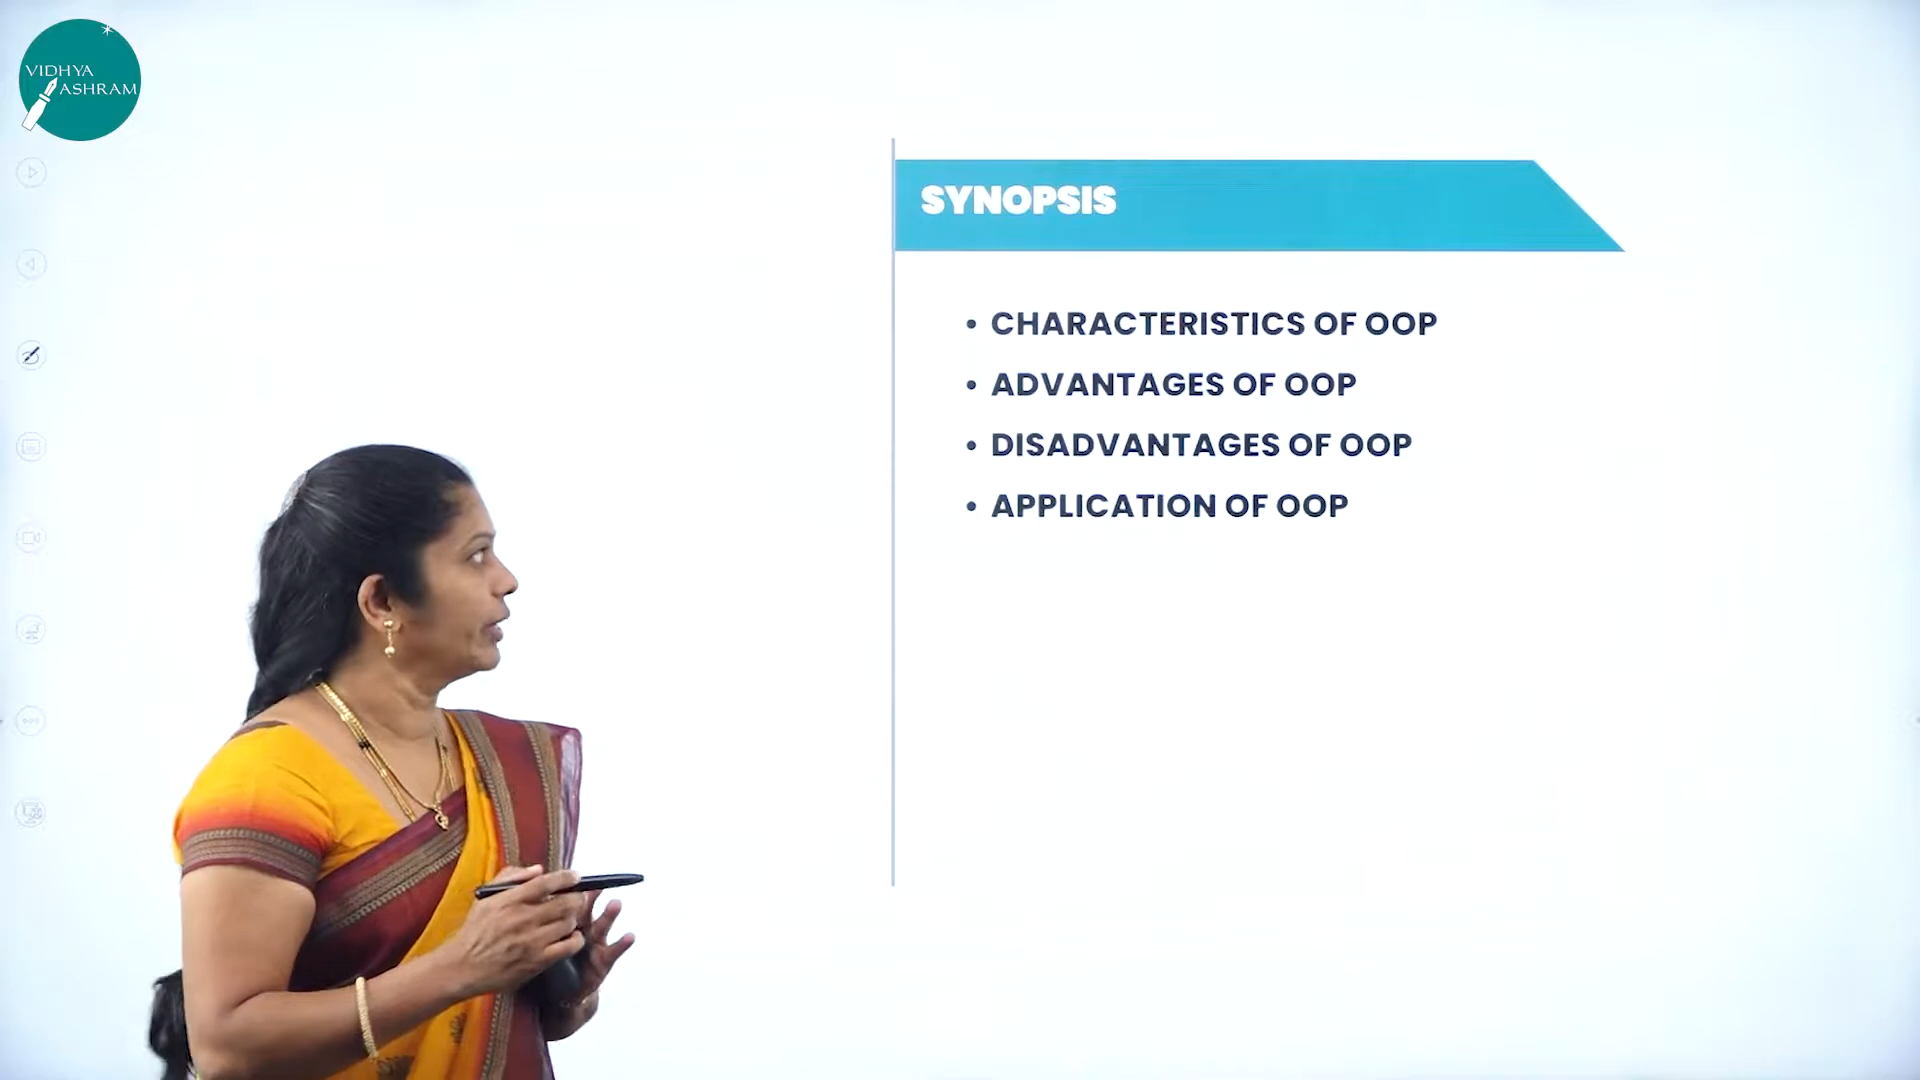 VIDHYA
ASHRAM
SYNOPSIS
• CHARACTERISTICS OF OOP
• ADVANTAGES OF OOP
• DISADVANTAGES OF OOP
• APPLICATION OF OOP